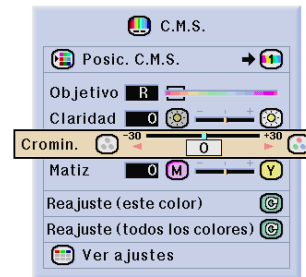 C.M.S.
Posic. C.M.S. 1
Objetivo R
Claridad 0
Cromin. -30 0 +30
Matiz 0 M Y
Reajuste (este color)
Reajuste (todos los colores)
Ver ajustes